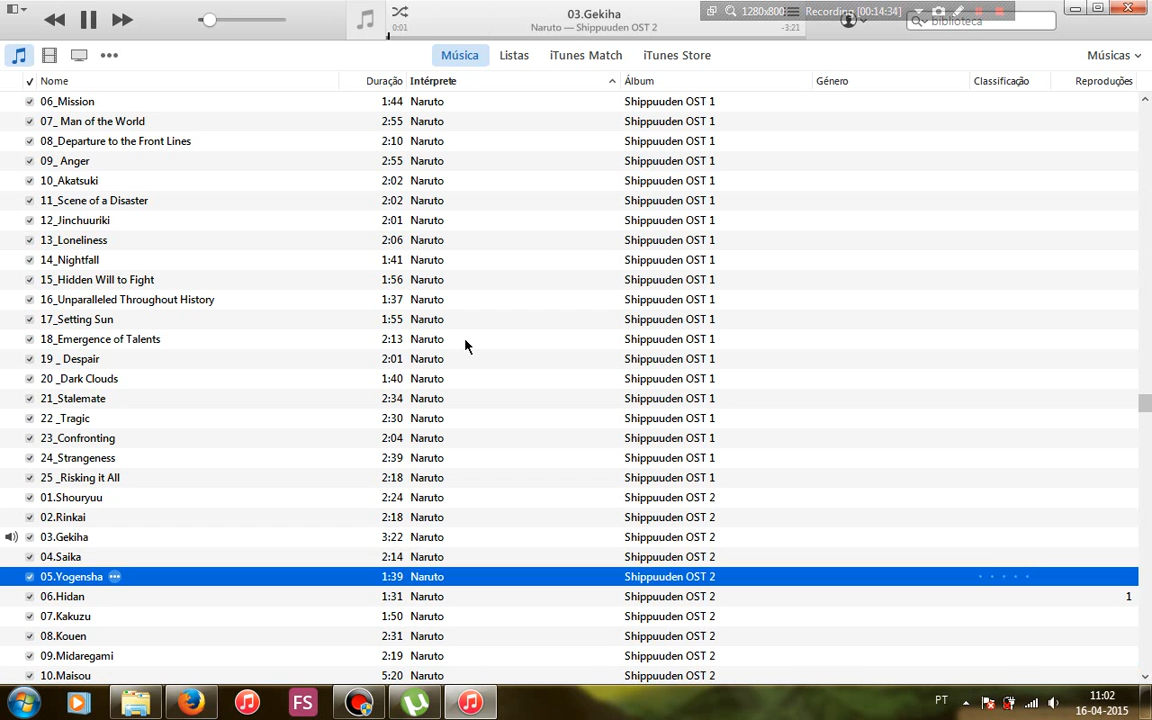 03.Gekiha
Naruto — Shippuuden OST 2
0:01
-3:21
1280x800
Recording [00:14:34]
biblioteca
Música Listas iTunes Match iTunes Store Músicas
Nome Duração Intérprete Álbum Género Classificação Reproduções
06_Mission 1:44 Naruto Shippuuden OST 1
07_ Man of the World 2:55 Naruto Shippuuden OST 1
08_Departure to the Front Lines 2:10 Naruto Shippuuden OST 1
09_ Anger 2:55 Naruto Shippuuden OST 1
10_Akatsuki 2:02 Naruto Shippuuden OST 1
11_Scene of a Disaster 2:02 Naruto Shippuuden OST 1
12_Jinchuuriki 2:01 Naruto Shippuuden OST 1
13_Loneliness 2:06 Naruto Shippuuden OST 1
14_Nightfall 1:41 Naruto Shippuuden OST 1
15_Hidden Will to Fight 1:56 Naruto Shippuuden OST 1
16_Unparalleled Throughout History 1:37 Naruto Shippuuden OST 1
17_Setting Sun 1:55 Naruto Shippuuden OST 1
18_Emergence of Talents 2:13 Naruto Shippuuden OST 1
19 _ Despair 2:01 Naruto Shippuuden OST 1
20 _Dark Clouds 1:40 Naruto Shippuuden OST 1
21_Stalemate 2:34 Naruto Shippuuden OST 1
22 _Tragic 2:30 Naruto Shippuuden OST 1
23_Confronting 2:04 Naruto Shippuuden OST 1
24_Strangeness 2:39 Naruto Shippuuden OST 1
25 _Risking it All 2:18 Naruto Shippuuden OST 1
01.Shouryuu 2:24 Naruto Shippuuden OST 2
02.Rinkai 2:18 Naruto Shippuuden OST 2
03.Gekiha 3:22 Naruto Shippuuden OST 2
04.Saika 2:14 Naruto Shippuuden OST 2
05.Yogensha 1:39 Naruto Shippuuden OST 2
06.Hidan 1:31 Naruto Shippuuden OST 2 1
07.Kakuzu 1:50 Naruto Shippuuden OST 2
08.Kouen 2:31 Naruto Shippuuden OST 2
09.Midaregami 2:19 Naruto Shippuuden OST 2
10.Maisou 5:20 Naruto Shippuuden OST 2
FS
PT
11:02
16-04-2015